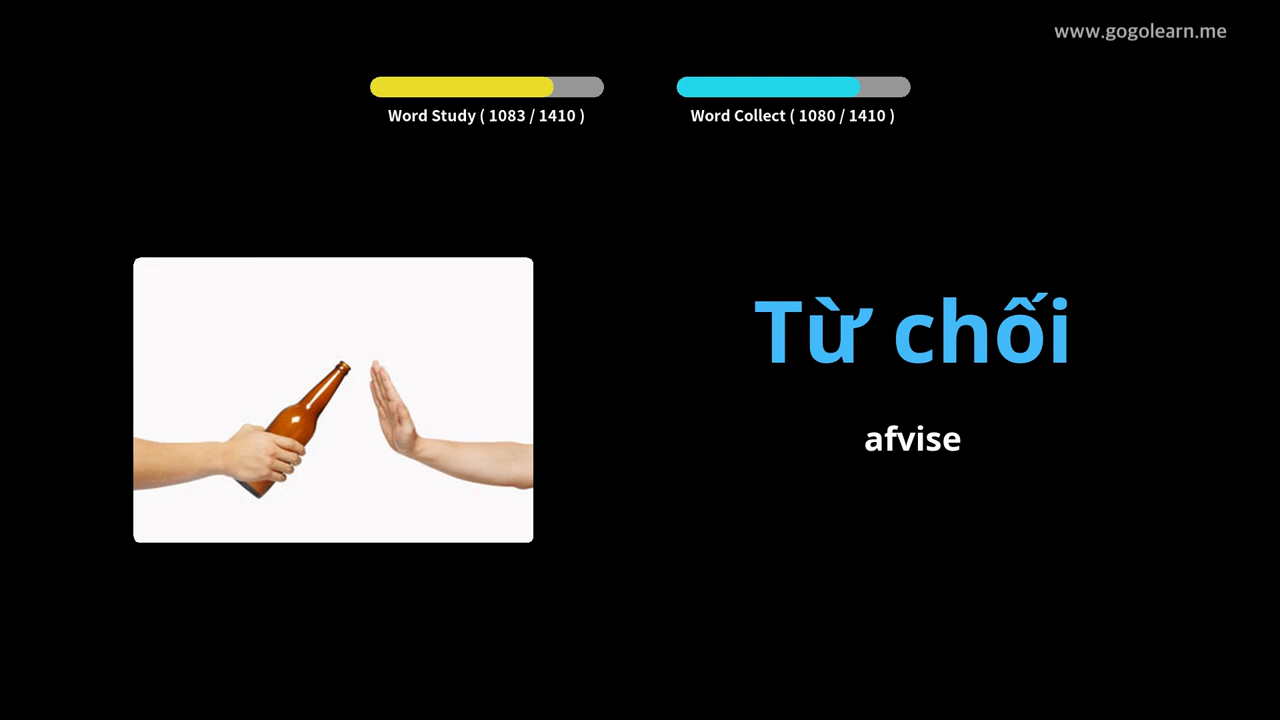 www.gogolearn.me
Word Study ( 1083 / 1410 )
Word Collect ( 1080 / 1410 )
Từ chối
afvise